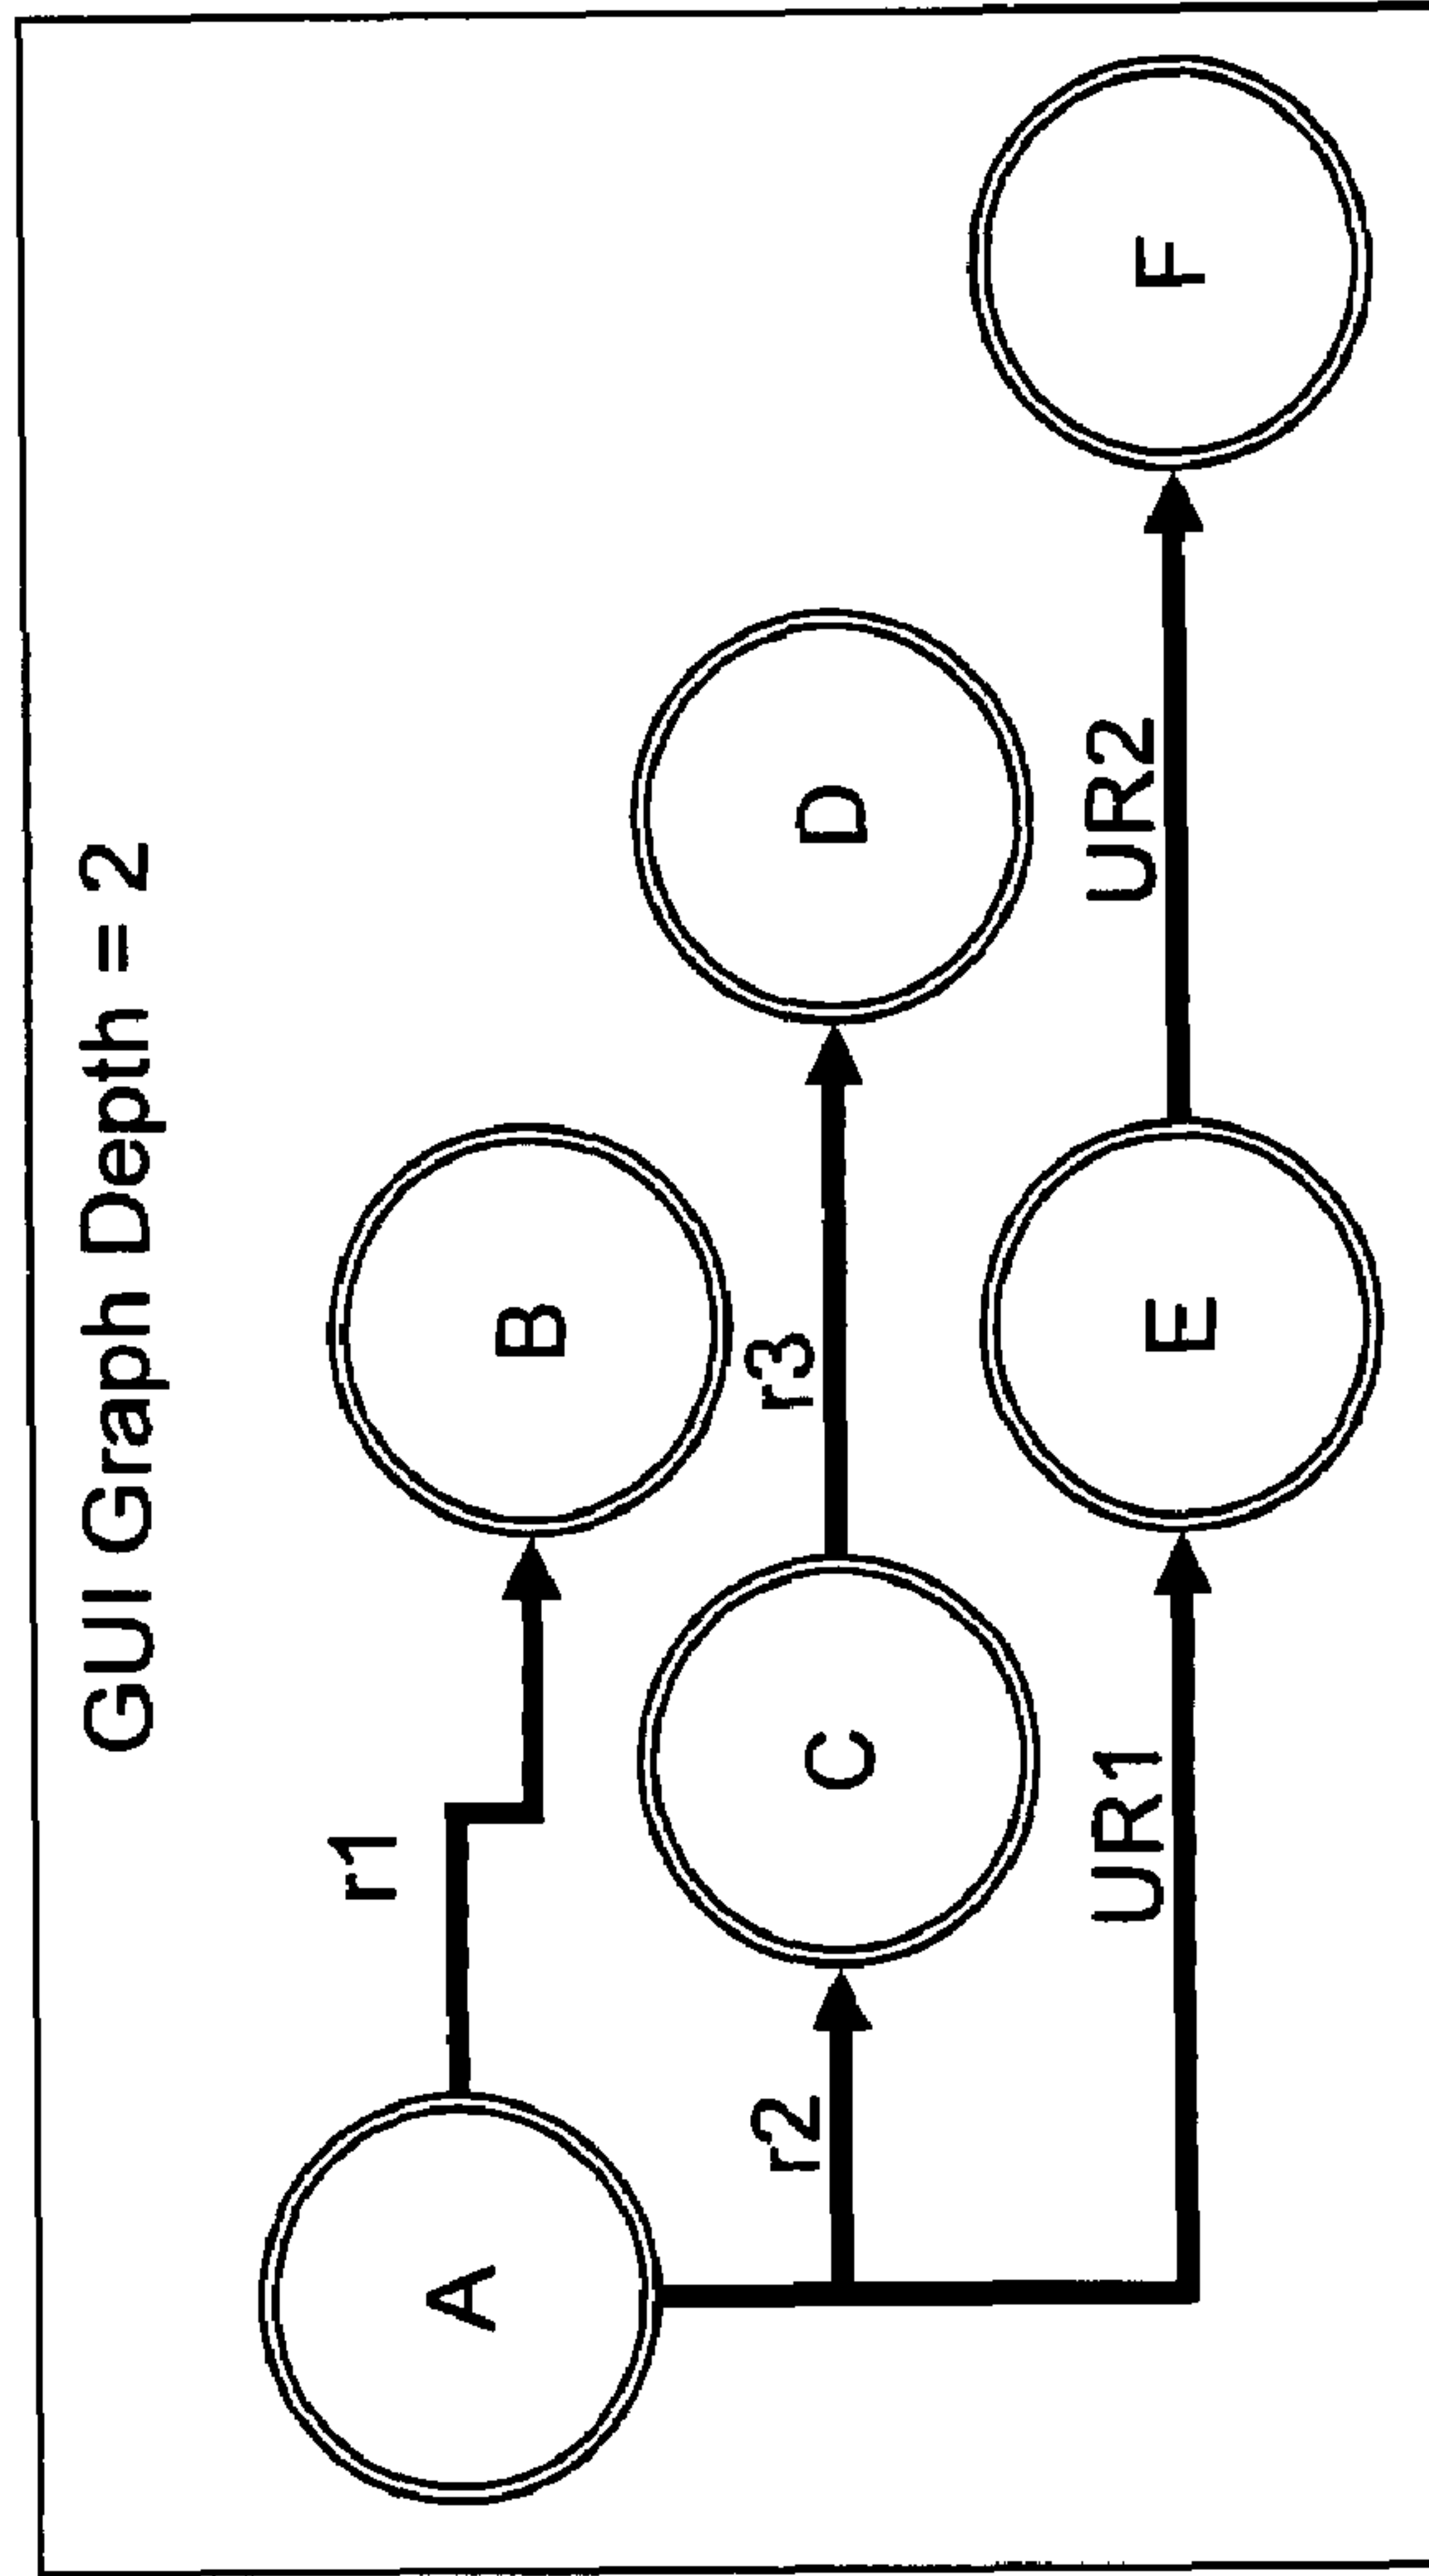 GUI Graph Depth = 2
r1
A
B
r2
C
r3
D
UR1
E
UR2
F